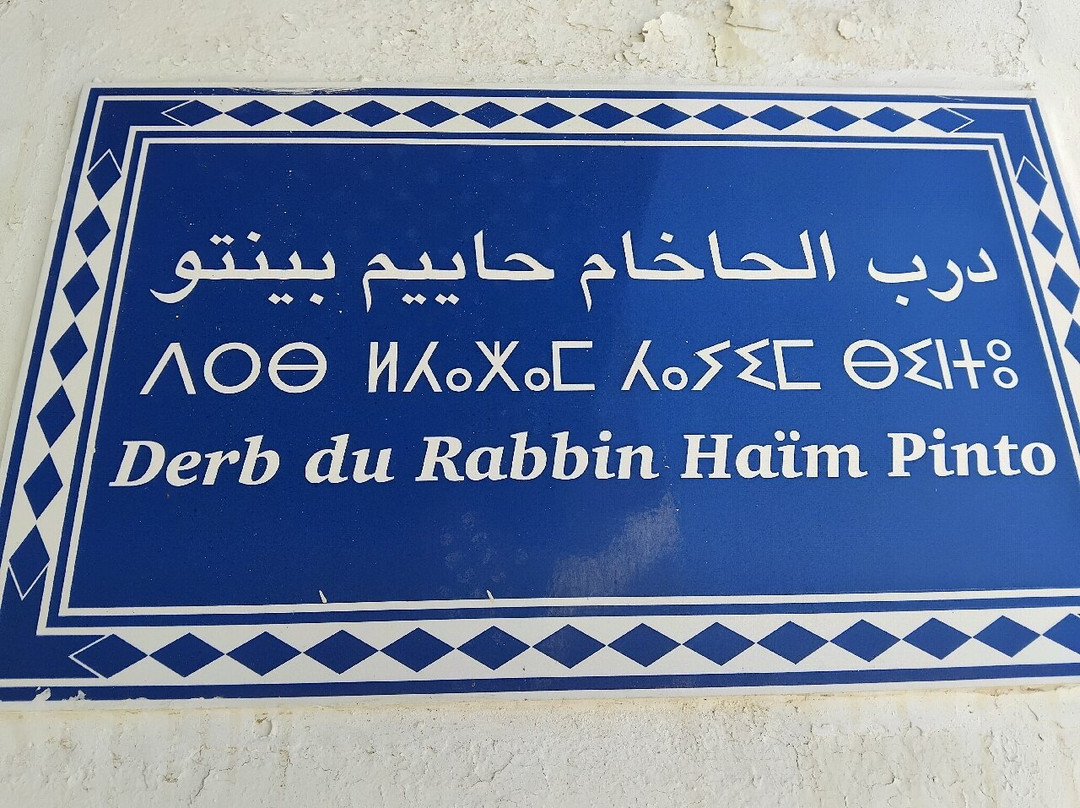 درب الحاخام حاييم بينتو
ⴷⵔⴱ ⵍⵃⴰⵅⴰⵎ ⵃⴰⵢⵉⵎ ⴱⵉⵏⵜⵓ
Derb du Rabbin Haïm Pinto